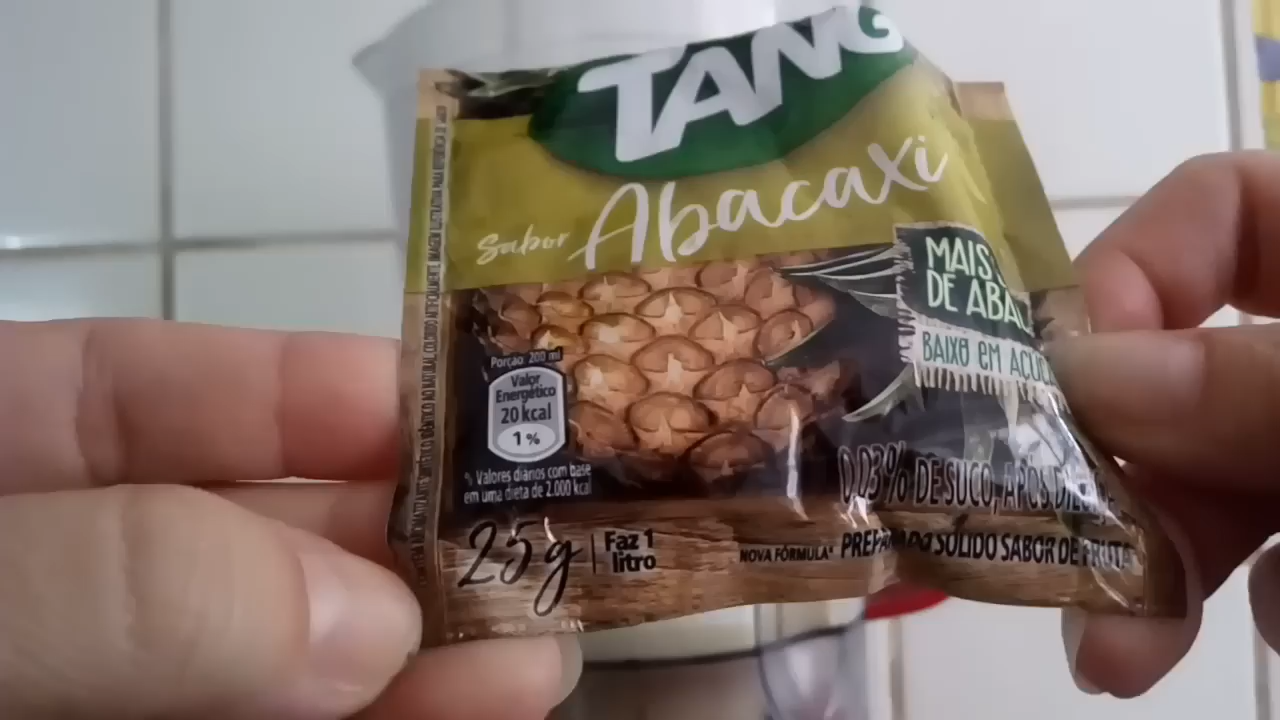 TANG
sabor Abacaxi
MAIS
DE ABA
BAIXO EM AÇÚC
Porção 200 ml
Valor
Energético
20 kcal
1 %
% Valores diários com base
em uma dieta de 2.000 kcal
0,03% DE SUCO, APÓS
25g
Faz 1
litro
NOVA FÓRMULA* PREPARADO SÓLIDO SABOR DE FRUTA